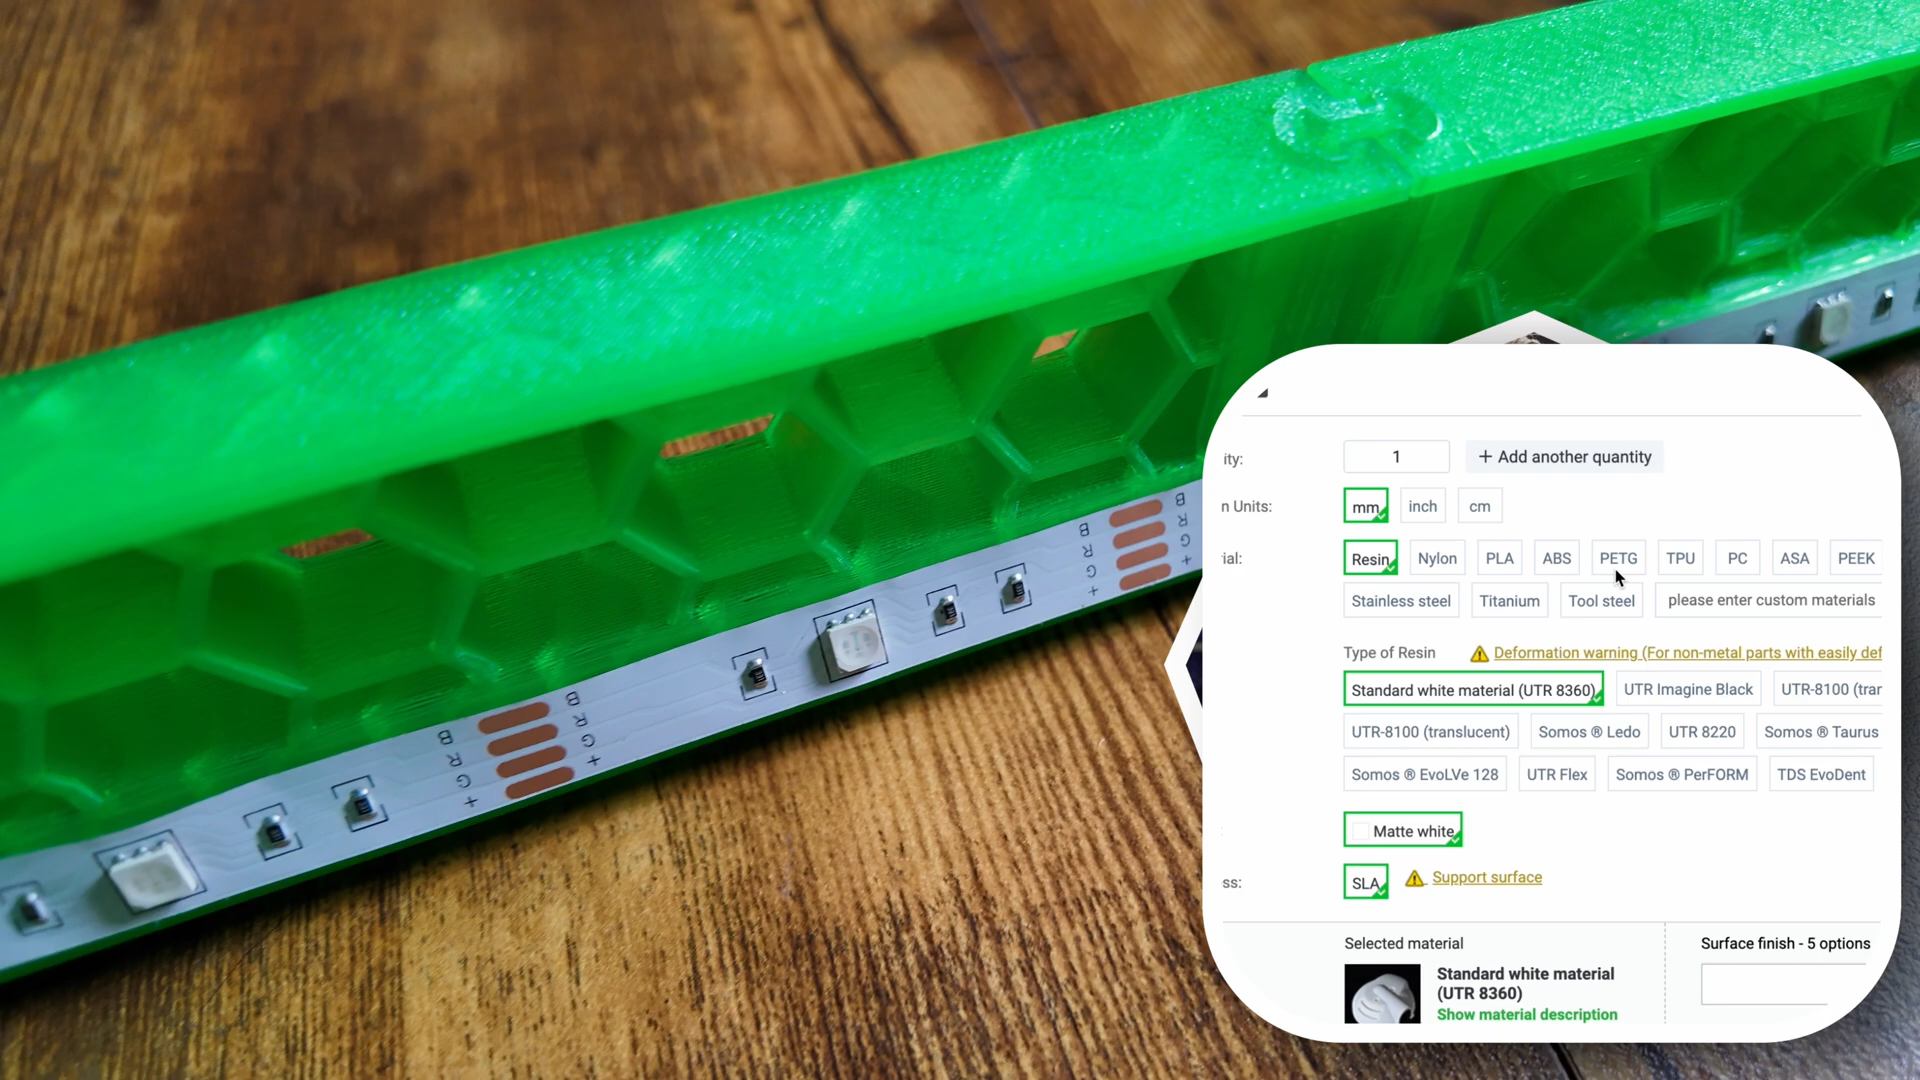 B B
R R
G G
+ +
B B
R R
G G
+ +
ity: 1 + Add another quantity
n Units: mm inch cm
ial: Resin Nylon PLA ABS PETG TPU PC ASA PEEK
Stainless steel Titanium Tool steel please enter custom materials
Type of Resin Deformation warning (For non-metal parts with easily def
Standard white material (UTR 8360) UTR Imagine Black UTR-8100 (tran
UTR-8100 (translucent) Somos ® Ledo UTR 8220 Somos ® Taurus
Somos ® EvoLVe 128 UTR Flex Somos ® PerFORM TDS EvoDent
: Matte white
ss: SLA Support surface
Selected material Surface finish - 5 options
Standard white material
(UTR 8360)
Show material description